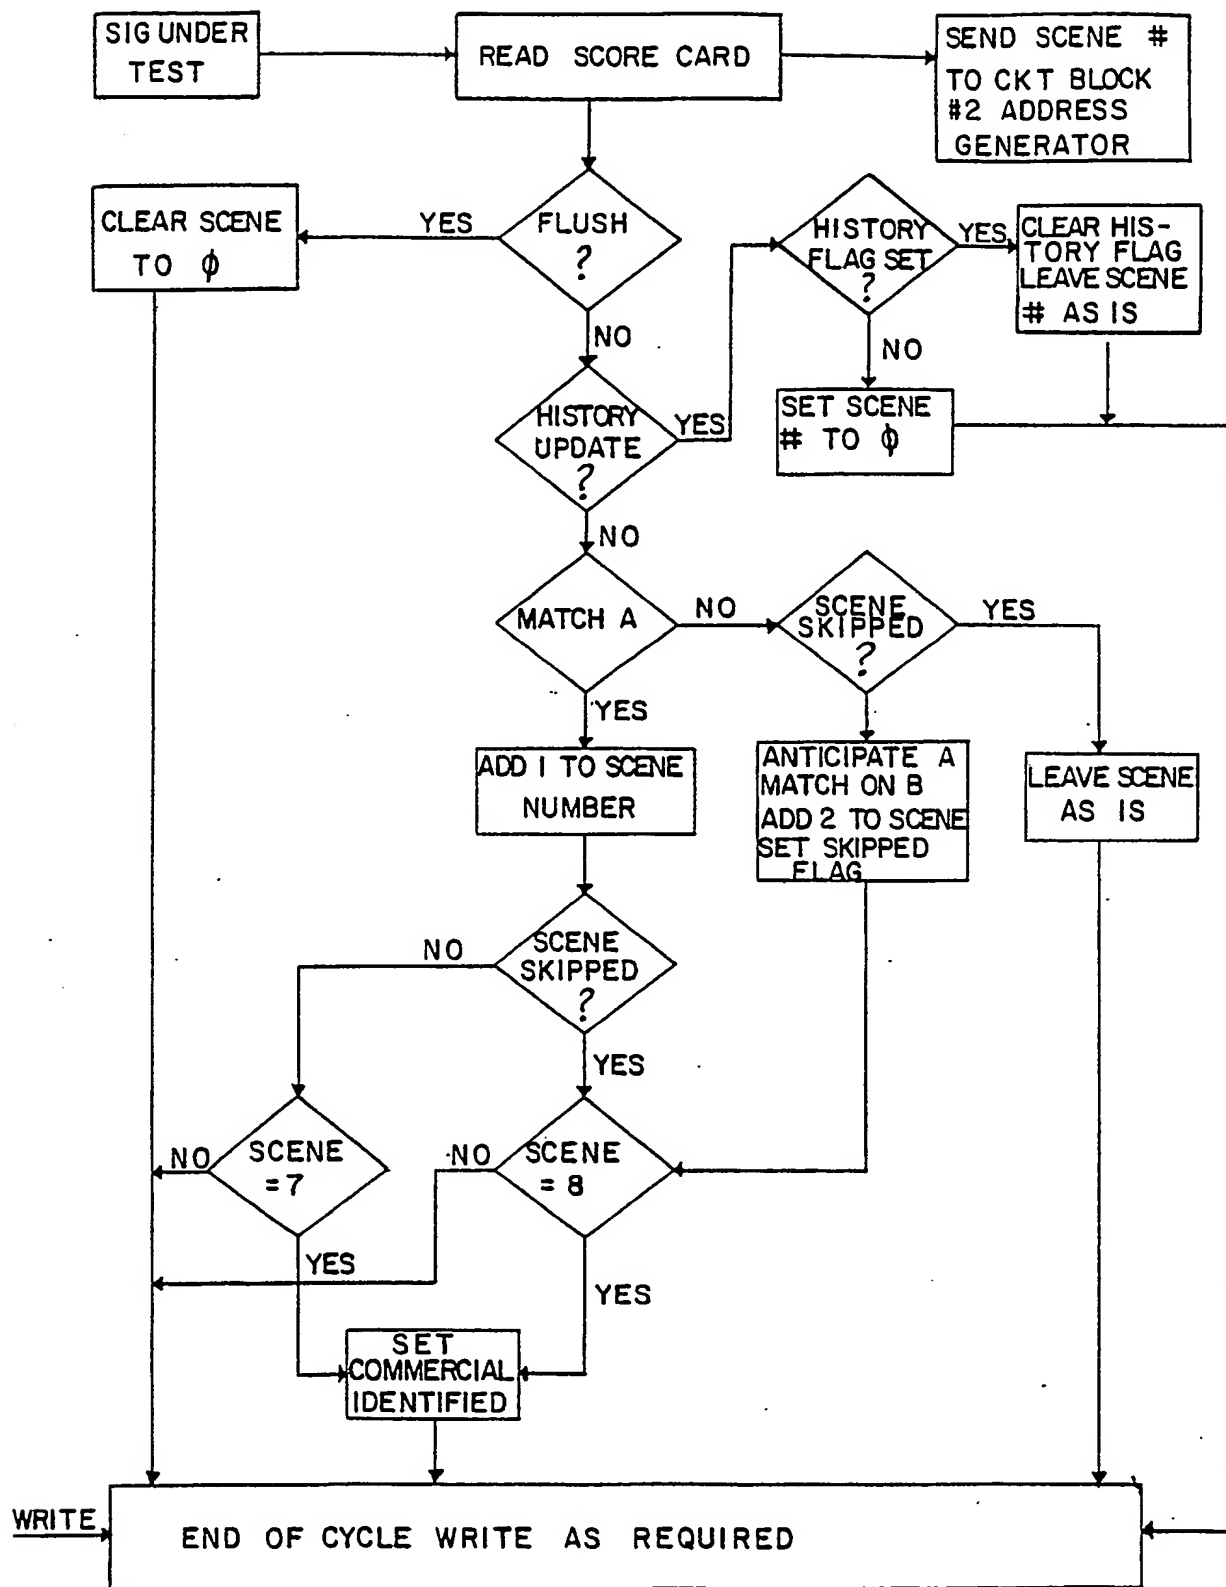 SIG UNDER
TEST
READ SCORE CARD
SEND SCENE #
TO CKT BLOCK
#2 ADDRESS
GENERATOR
CLEAR SCENE
TO ϕ
YES
FLUSH
?
NO
HISTORY
FLAG SET
?
YES
CLEAR HIS-
TORY FLAG
LEAVE SCENE
# AS IS
NO
SET SCENE
# TO ϕ
HISTORY
UPDATE
?
YES
NO
MATCH A
NO
SCENE
SKIPPED
?
YES
YES
ADD 1 TO SCENE
NUMBER
ANTICIPATE A
MATCH ON B
ADD 2 TO SCENE
SET SKIPPED
FLAG
LEAVE SCENE
AS IS
SCENE
SKIPPED
?
NO
YES
SCENE
=7
NO
YES
SCENE
=8
NO
YES
SET
COMMERCIAL
IDENTIFIED
WRITE
END OF CYCLE WRITE AS REQUIRED